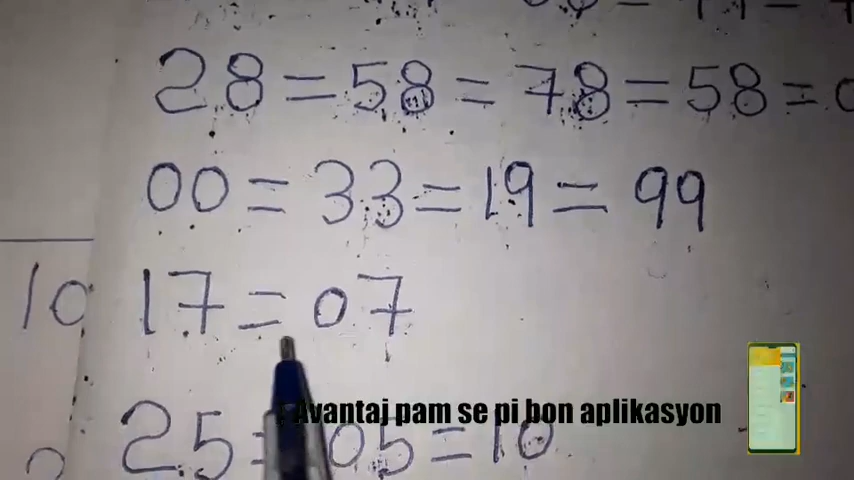 28 = 58 = 78 = 58 =
00 = 33 = 19 = 99
10
17 = 07
Avantaj pam se pi bon aplikasyon
25 = 05 = 10